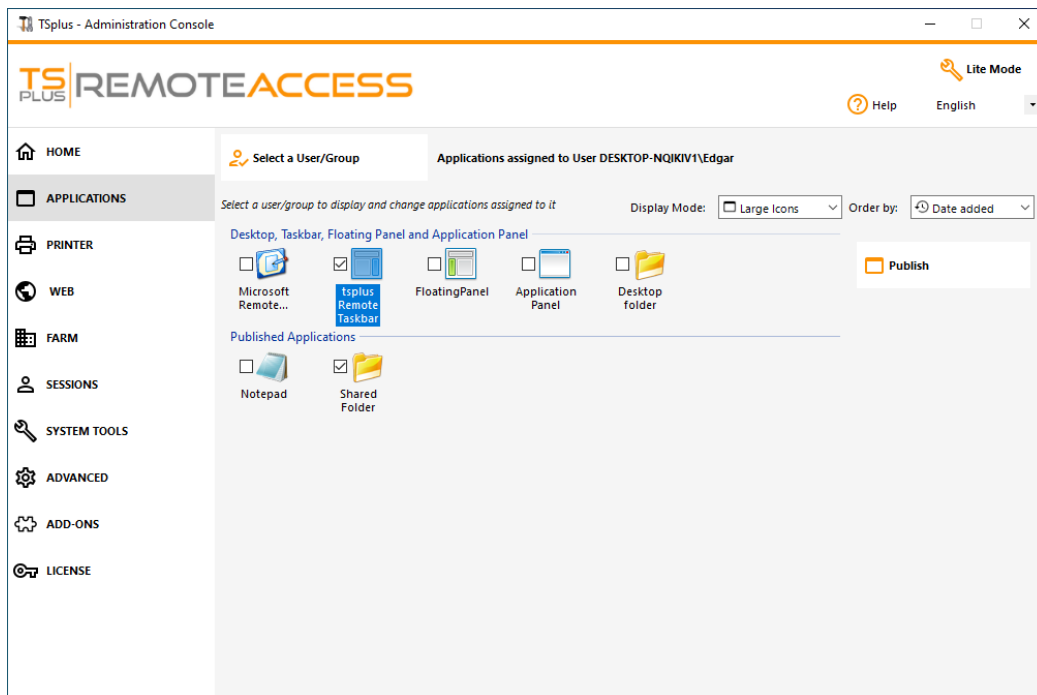 TSplus - Administration Console
TS PLUS REMOTEACCESS
Lite Mode
Help English
HOME
APPLICATIONS
PRINTER
WEB
FARM
SESSIONS
SYSTEM TOOLS
ADVANCED
ADD-ONS
LICENSE
Select a User/Group Applications assigned to User DESKTOP-NQIKIV1\Edgar
Select a user/group to display and change applications assigned to it Display Mode: Large Icons Order by: Date added
Desktop, Taskbar, Floating Panel and Application Panel
Microsoft Remote...
tsplus Remote Taskbar
FloatingPanel
Application Panel
Desktop folder
Publish
Published Applications
Notepad
Shared Folder